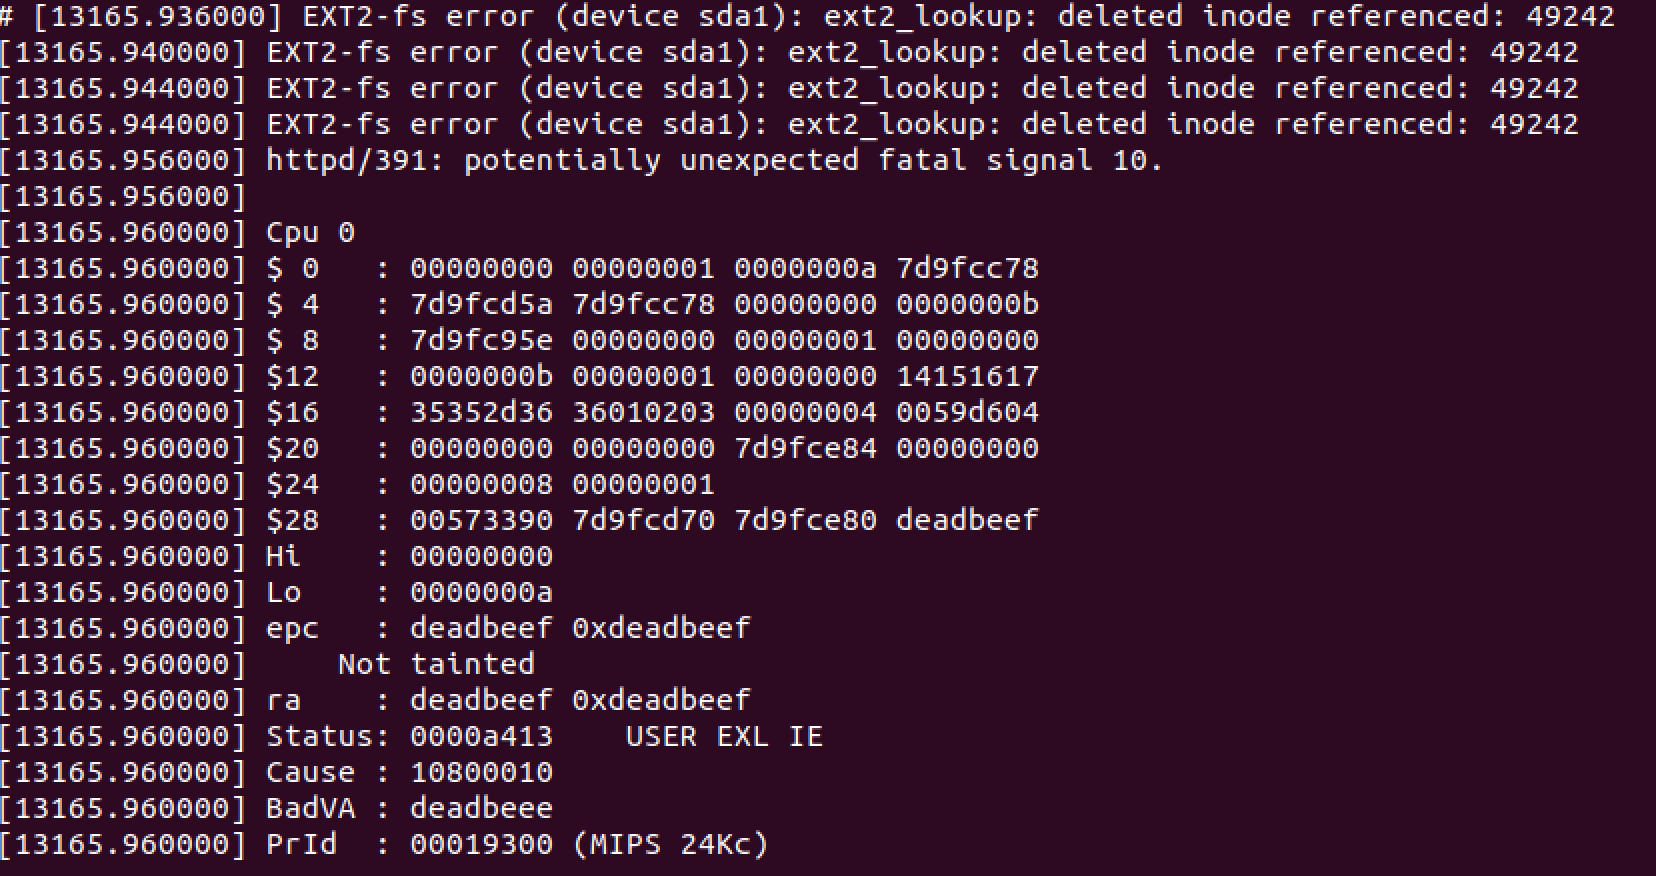 # [13165.936000] EXT2-fs error (device sda1): ext2_lookup: deleted inode referenced: 49242
[13165.940000] EXT2-fs error (device sda1): ext2_lookup: deleted inode referenced: 49242
[13165.944000] EXT2-fs error (device sda1): ext2_lookup: deleted inode referenced: 49242
[13165.944000] EXT2-fs error (device sda1): ext2_lookup: deleted inode referenced: 49242
[13165.956000] httpd/391: potentially unexpected fatal signal 10.
[13165.956000]
[13165.960000] Cpu 0
[13165.960000] $ 0   : 00000000 00000001 0000000a 7d9fcc78
[13165.960000] $ 4   : 7d9fcd5a 7d9fcc78 00000000 0000000b
[13165.960000] $ 8   : 7d9fc95e 00000000 00000001 00000000
[13165.960000] $12   : 0000000b 00000001 00000000 14151617
[13165.960000] $16   : 35352d36 36010203 00000004 0059d604
[13165.960000] $20   : 00000000 00000000 7d9fce84 00000000
[13165.960000] $24   : 00000008 00000001
[13165.960000] $28   : 00573390 7d9fcd70 7d9fce80 deadbeef
[13165.960000] Hi    : 00000000
[13165.960000] Lo    : 0000000a
[13165.960000] epc   : deadbeef 0xdeadbeef
[13165.960000]     Not tainted
[13165.960000] ra    : deadbeef 0xdeadbeef
[13165.960000] Status: 0000a413    USER EXL IE
[13165.960000] Cause : 10800010
[13165.960000] BadVA : deadbeee
[13165.960000] PrId  : 00019300 (MIPS 24Kc)